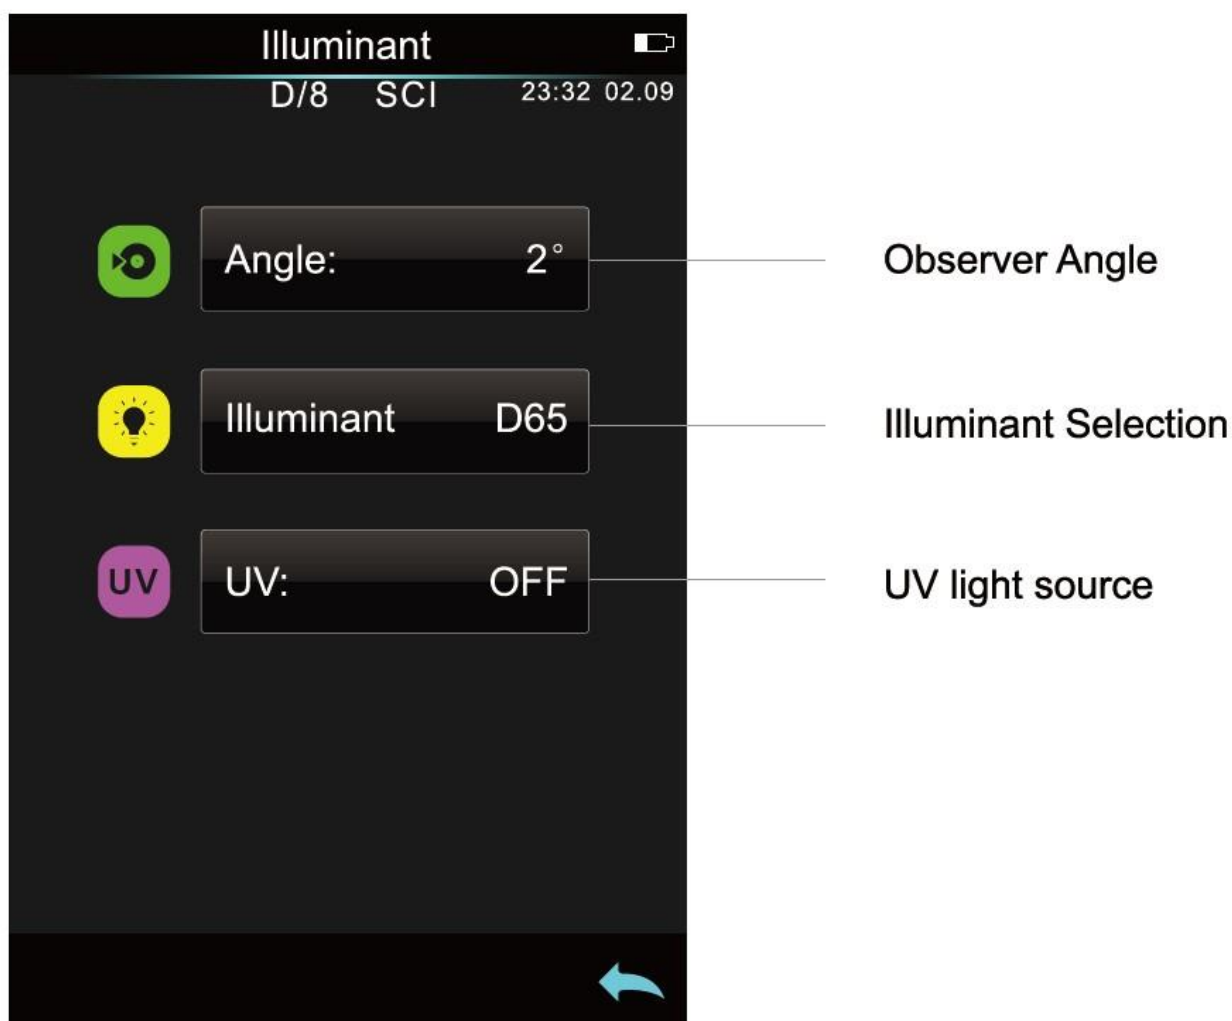 Illuminant
D/8 SCI 23:32 02.09
Angle: 2° Observer Angle
Illuminant D65 Illuminant Selection
UV UV: OFF UV light source